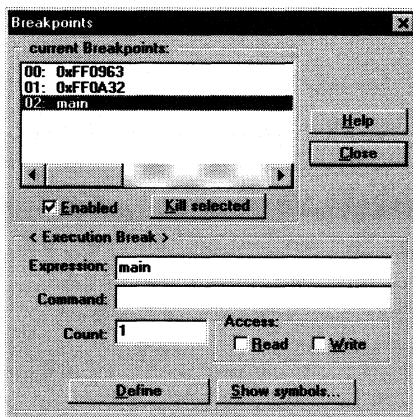 Breakpoints
current Breakpoints:
00: 0xFF0963
01: 0xFF0A32
02: main
Help
Close
Enabled
Kill selected
< Execution Break >
Expression: main
Command:
Count: 1
Access:
Read Write
Define Show symbols...